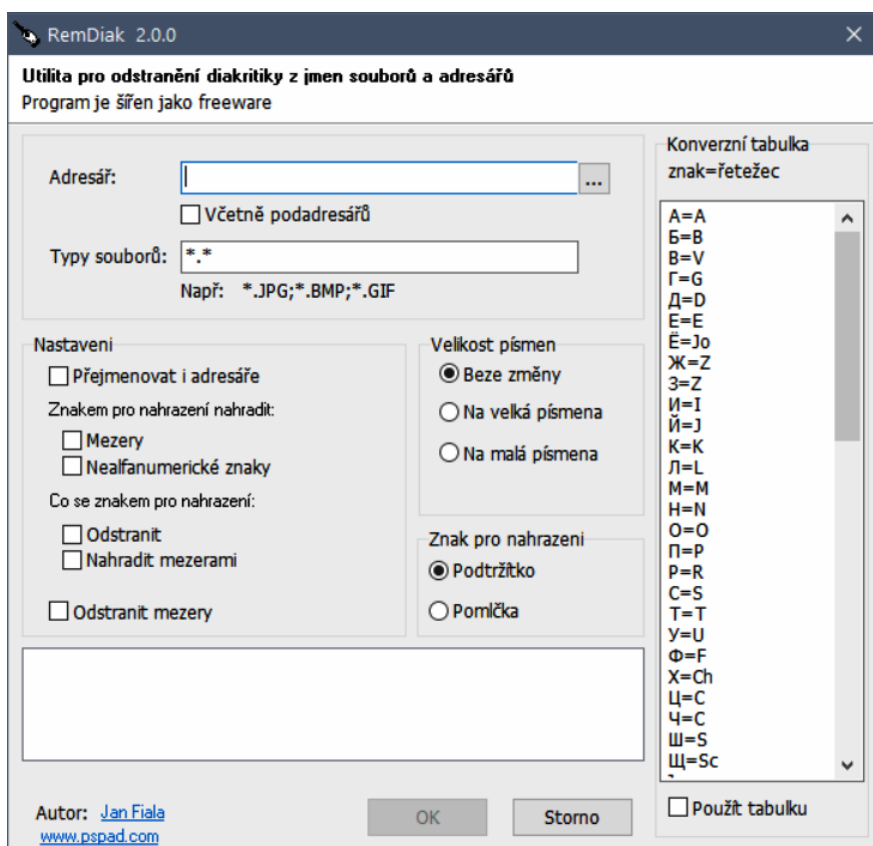 RemDiak 2.0.0
Utilita pro odstranění diakritiky z jmen souborů a adresářů
Program je šířen jako freeware
Adresář:
...
Včetně podadresářů
Typy souborů:
*.*
Např: *.JPG;*.BMP;*.GIF
Nastaveni
Přejmenovat i adresáře
Znakem pro nahrazení nahradit:
Mezery
Nealfanumerické znaky
Co se znakem pro nahrazení:
Odstranit
Nahradit mezerami
Odstranit mezery
Velikost písmen
Beze změny
Na velká písmena
Na malá písmena
Znak pro nahrazeni
Podtržítko
Pomlčka
Konverzní tabulka
znak=řetežec
А=A
Б=B
В=V
Г=G
Д=D
Е=E
Ё=Jo
Ж=Z
З=Z
И=I
Й=J
К=K
Л=L
М=M
Н=N
О=O
П=P
Р=R
С=S
Т=T
У=U
Ф=F
Х=Ch
Ц=C
Ч=C
Ш=S
Щ=Sc
Použít tabulku
Autor: Jan Fiala
www.pspad.com
OK
Storno